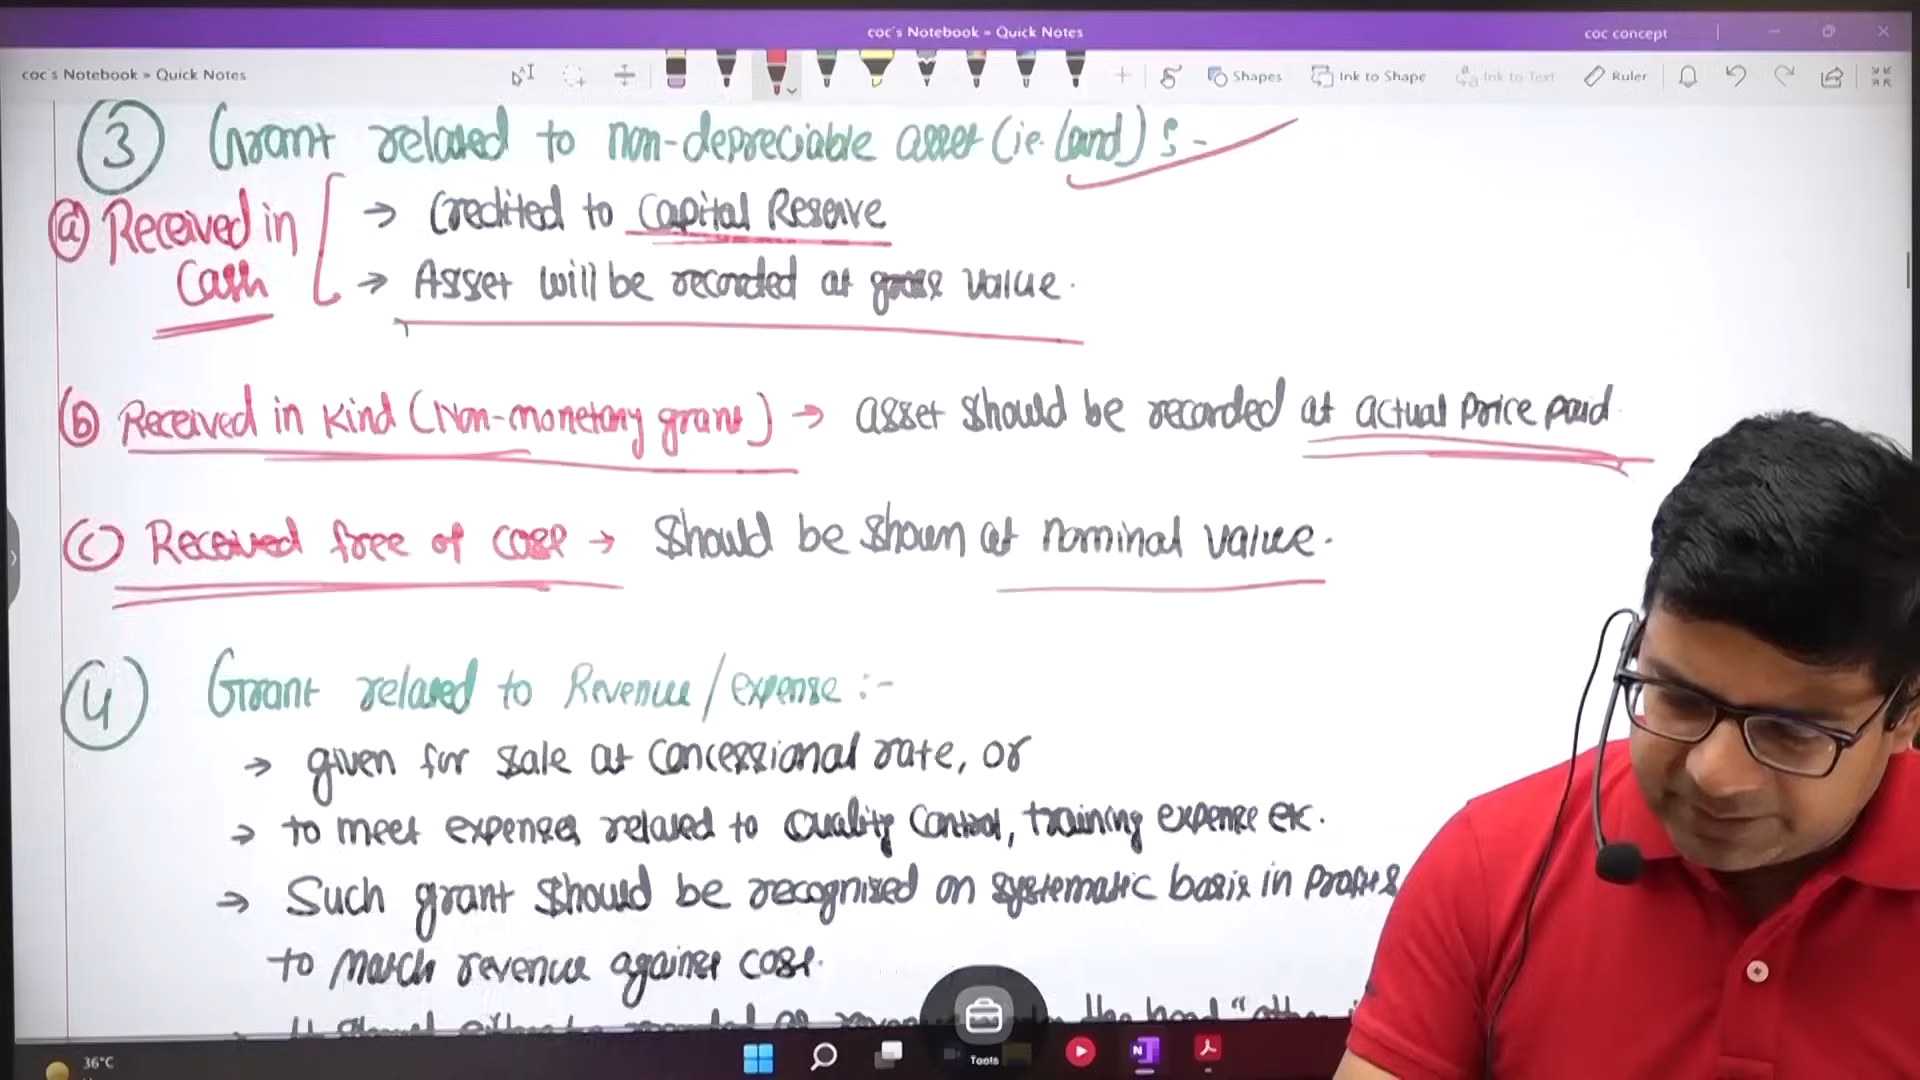 coc's Notebook » Quick Notes
coc concept
coc's Notebook » Quick Notes
Shapes
Ink to Shape
Ink to Text
Ruler
③ Grant related to non-depreciable asset (ie. land) :-
ⓐ Received in Cash
→ Credited to Capital Reserve
→ Asset will be recorded at gross value.
ⓑ Received in Kind (Non-monetary grant) → asset should be recorded at actual price paid
ⓒ Received free of cost → should be shown at nominal value.
④ Grant related to Revenue/expense :-
→ given for sale at concessional rate, or
→ to meet expenses related to quality control, training expense etc.
→ Such grant should be recognised on systematic basis in
to match revenue against cost.
the head "other
Tools
36°C